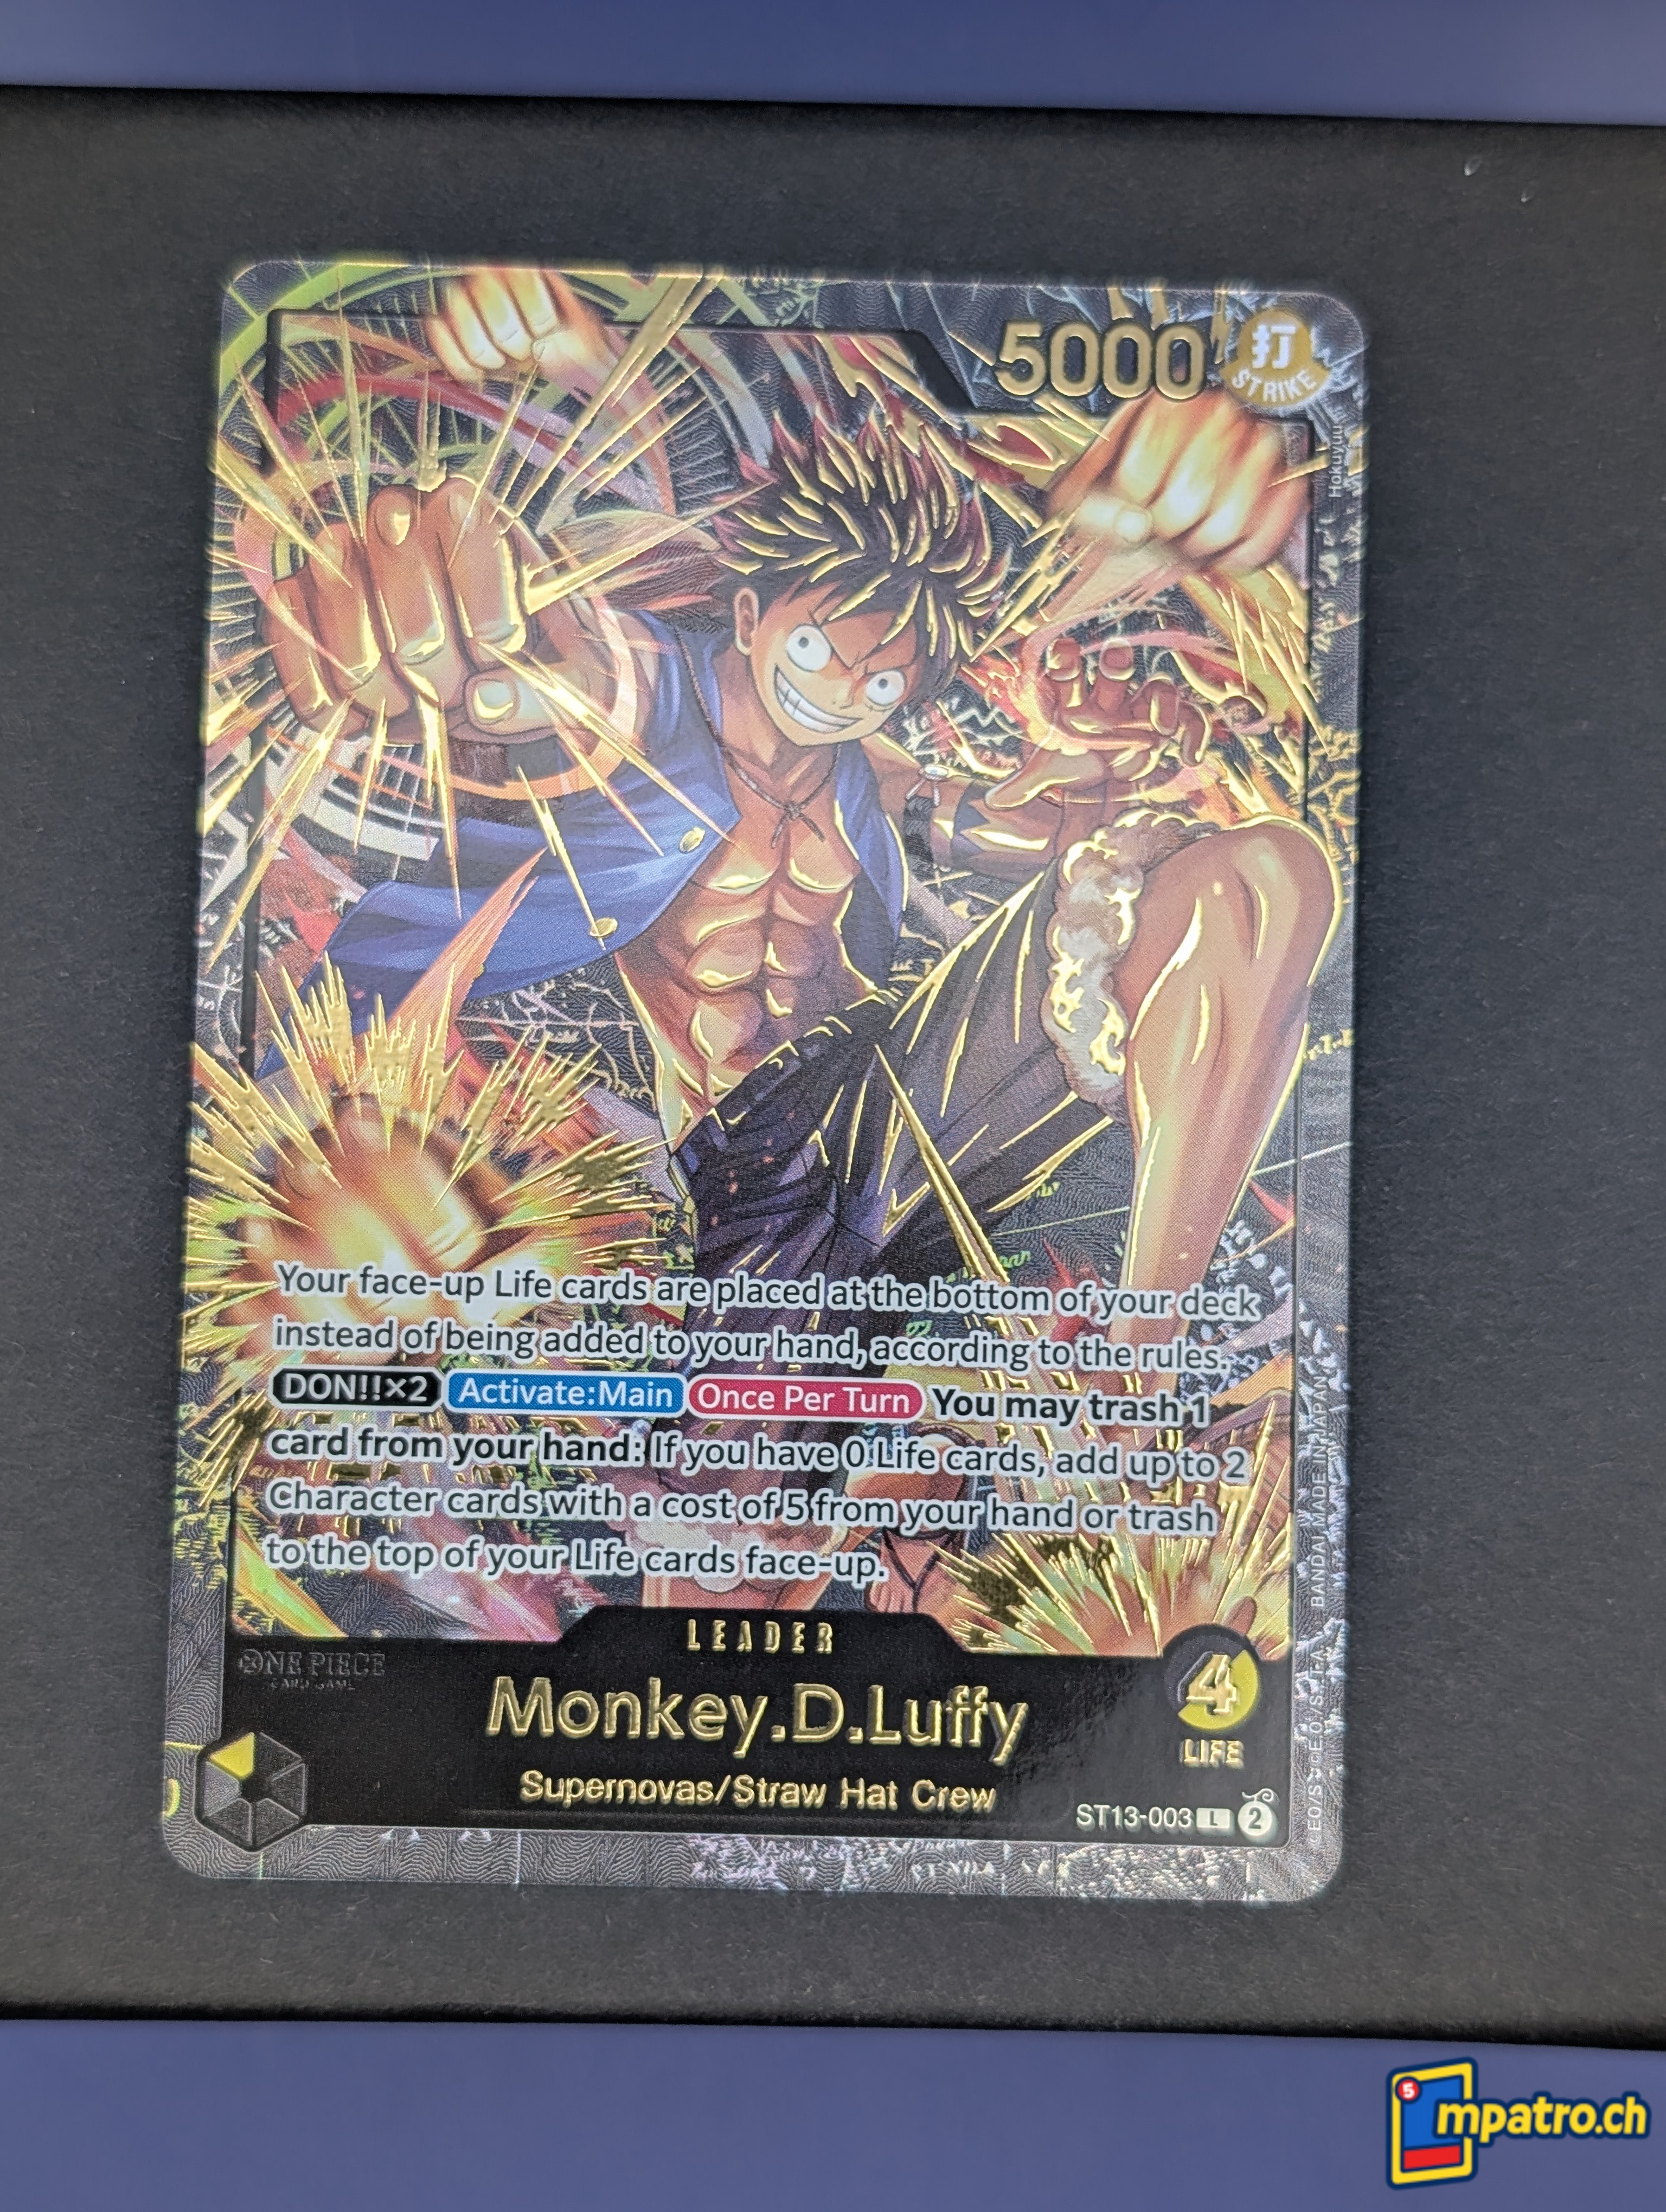 5000
打
STRIKE
Hokuyuu
Your face-up Life cards are placed at the bottom of your deck
instead of being added to your hand, according to the rules.
DON!!×2 Activate:Main Once Per Turn You may trash 1
card from your hand: If you have 0 Life cards, add up to 2
Character cards with a cost of 5 from your hand or trash
to the top of your Life cards face-up.
LEADER
ONE PIECE
CARD GAME
Monkey.D.Luffy
4
LIFE
Supernovas/Straw Hat Crew
ST13-003 L 2
©E.O./S., T.A. BANDAI MADE IN JAPAN
5
mpatro.ch